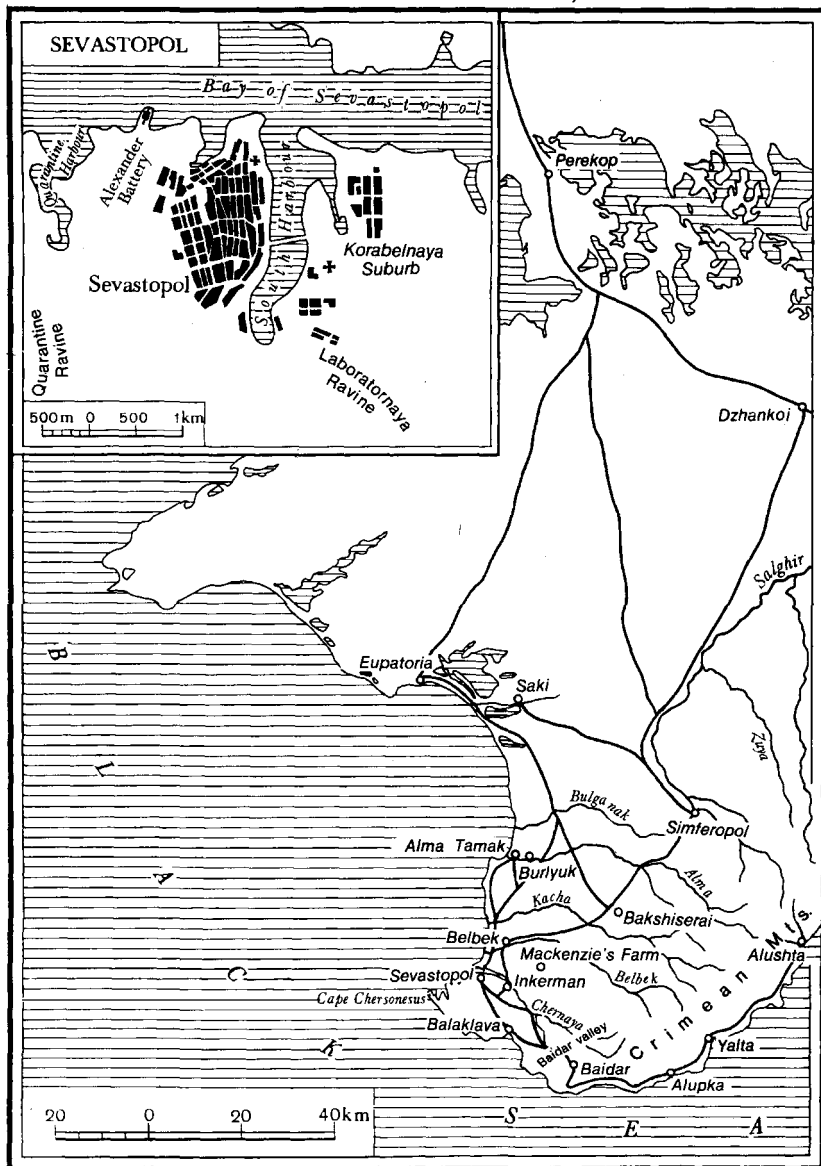 SEVASTOPOL
Bay of Sevastopol
Quarantine Harbour
Alexander Battery
South Harbour
Korabelnaya
Suburb
Sevastopol
Quarantine
Ravine
Laboratornaya
Ravine
500m 0 500 1km
Perekop
Dzhankoi
Salghir
Eupatoria
Saki
Zuya
Bulganak
Simferopol
Alma Tamak
Burlyuk
Alma
Kacha
Bakshiserai
Belbek
Mackenzie's Farm
Alushta
Sevastopol
Inkerman
Belbek
Cape Chersonesus
Chernaya
Crimean Mts.
Balaklava
Baidar valley
Yalta
Baidar
Alupka
BLACK
SEA
20 0 20 40km